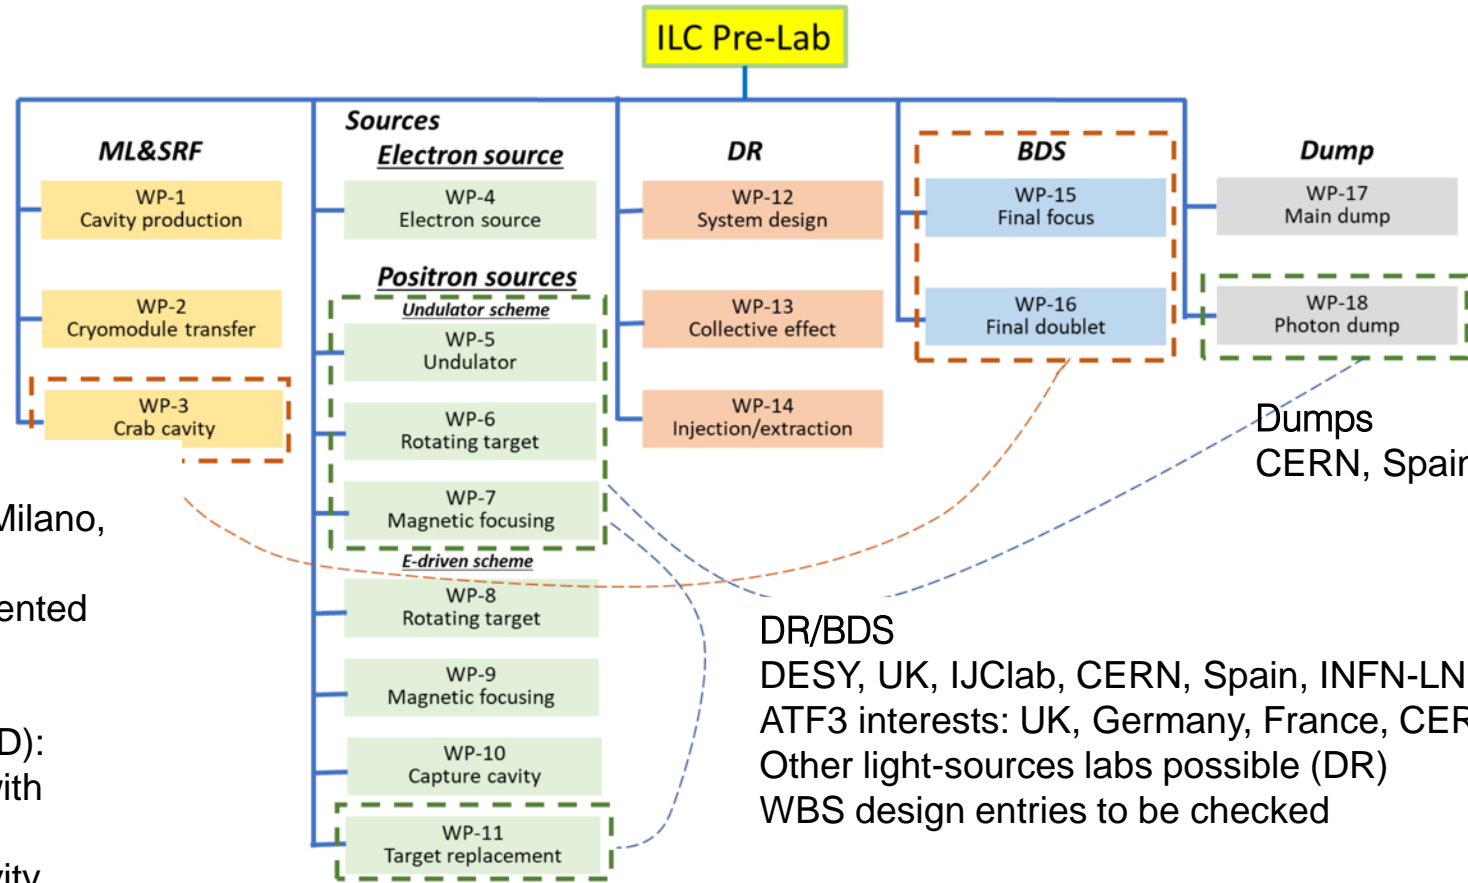 ILC Pre-Lab
ML&SRF
WP-1
Cavity production
WP-2
Cryomodule transfer
WP-3
Crab cavity
Sources
Electron source
WP-4
Electron source
Positron sources
Undulator scheme
WP-5
Undulator
WP-6
Rotating target
WP-7
Magnetic focusing
E-driven scheme
WP-8
Rotating target
WP-9
Magnetic focusing
WP-10
Capture cavity
WP-11
Target replacement
DR
WP-12
System design
WP-13
Collective effect
WP-14
Injection/extraction
BDS
WP-15
Final focus
WP-16
Final doublet
Dump
WP-17
Main dump
WP-18
Photon dump
Dumps
CERN, Spain
Milano,
ented
D):
with
vity
DR/BDS
DESY, UK, IJClab, CERN, Spain, INFN-LN
ATF3 interests: UK, Germany, France, CER
Other light-sources labs possible (DR)
WBS design entries to be checked